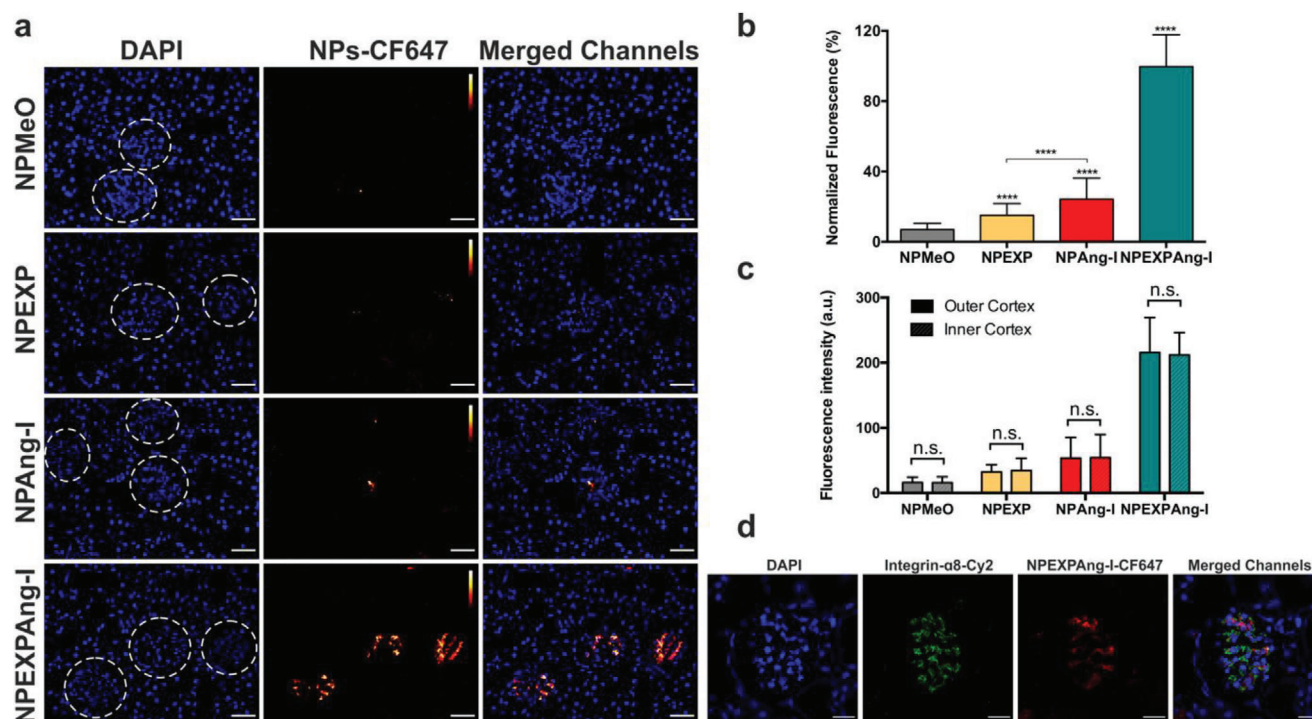 a
DAPI NPs-CF647 Merged Channels
NPMeO
NPEXP
NPAng-I
NPEXPAng-I
b
Normalized Fluorescence (%)
120
80
40
0
****
****
****
****
NPMeO NPEXP NPAng-I NPEXPAng-I
c
Fluorescence intensity (a.u.)
300
200
100
0
Outer Cortex
Inner Cortex
n.s.
n.s.
n.s.
n.s.
NPMeO NPEXP NPAng-I NPEXPAng-I
d
DAPI Integrin-α8-Cy2 NPEXPAng-I-CF647 Merged Channels